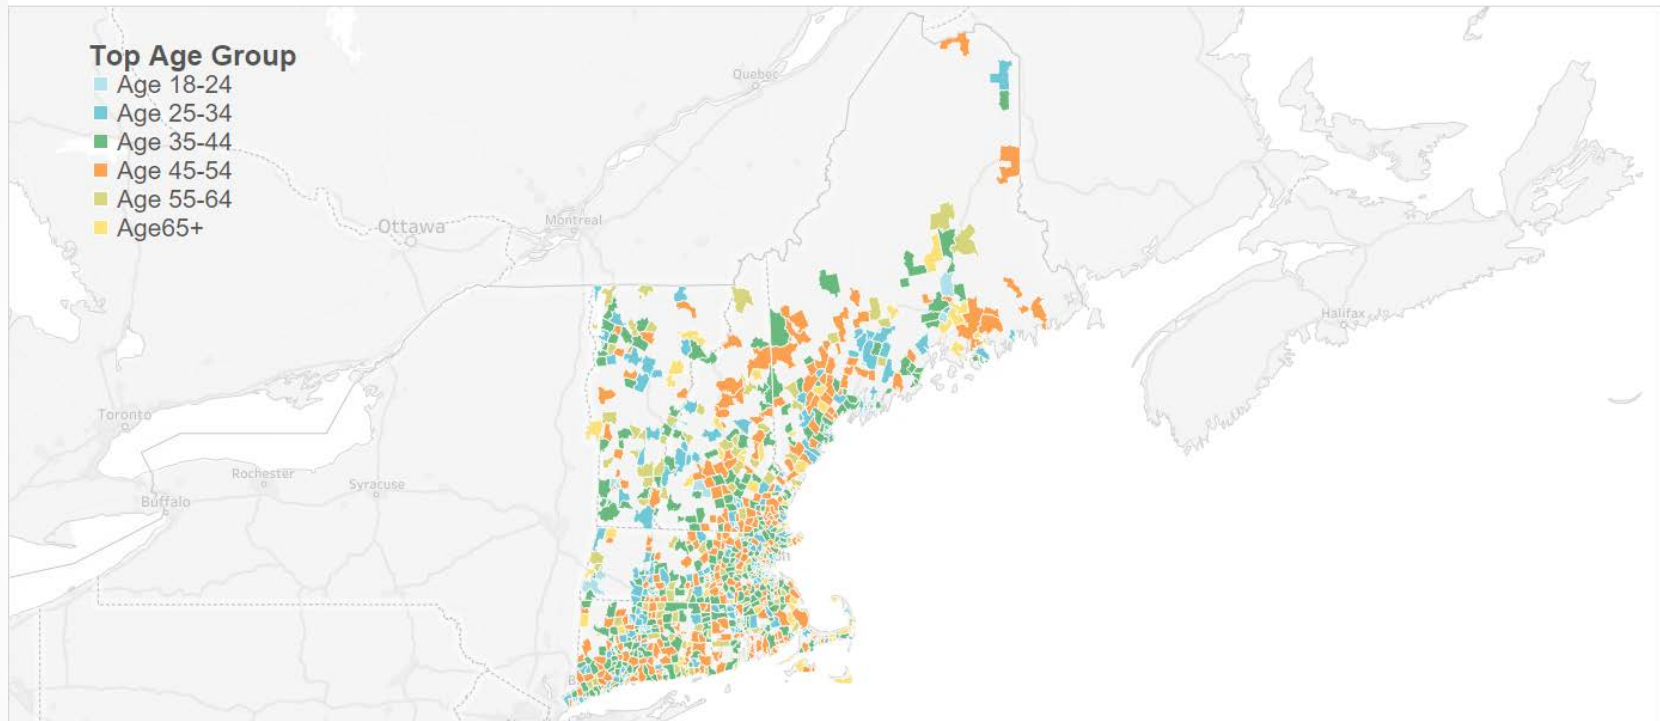 Top Age Group
Age 18-24
Age 25-34
Age 35-44
Age 45-54
Age 55-64
Age65+
Quebec
Montreal
Ottawa
Halifax
Toronto
Rochester
Syracuse
Buffalo